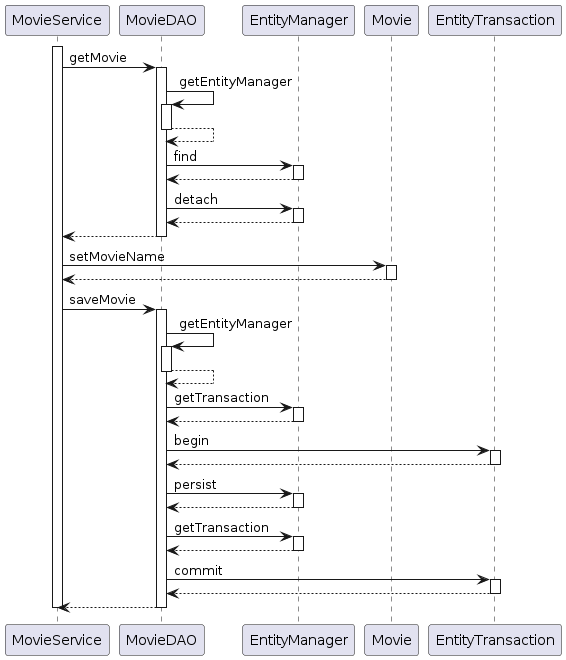 MovieService MovieDAO EntityManager Movie EntityTransaction
getMovie
getEntityManager
find
detach
setMovieName
saveMovie
getEntityManager
getTransaction
begin
persist
getTransaction
commit
MovieService MovieDAO EntityManager Movie EntityTransaction